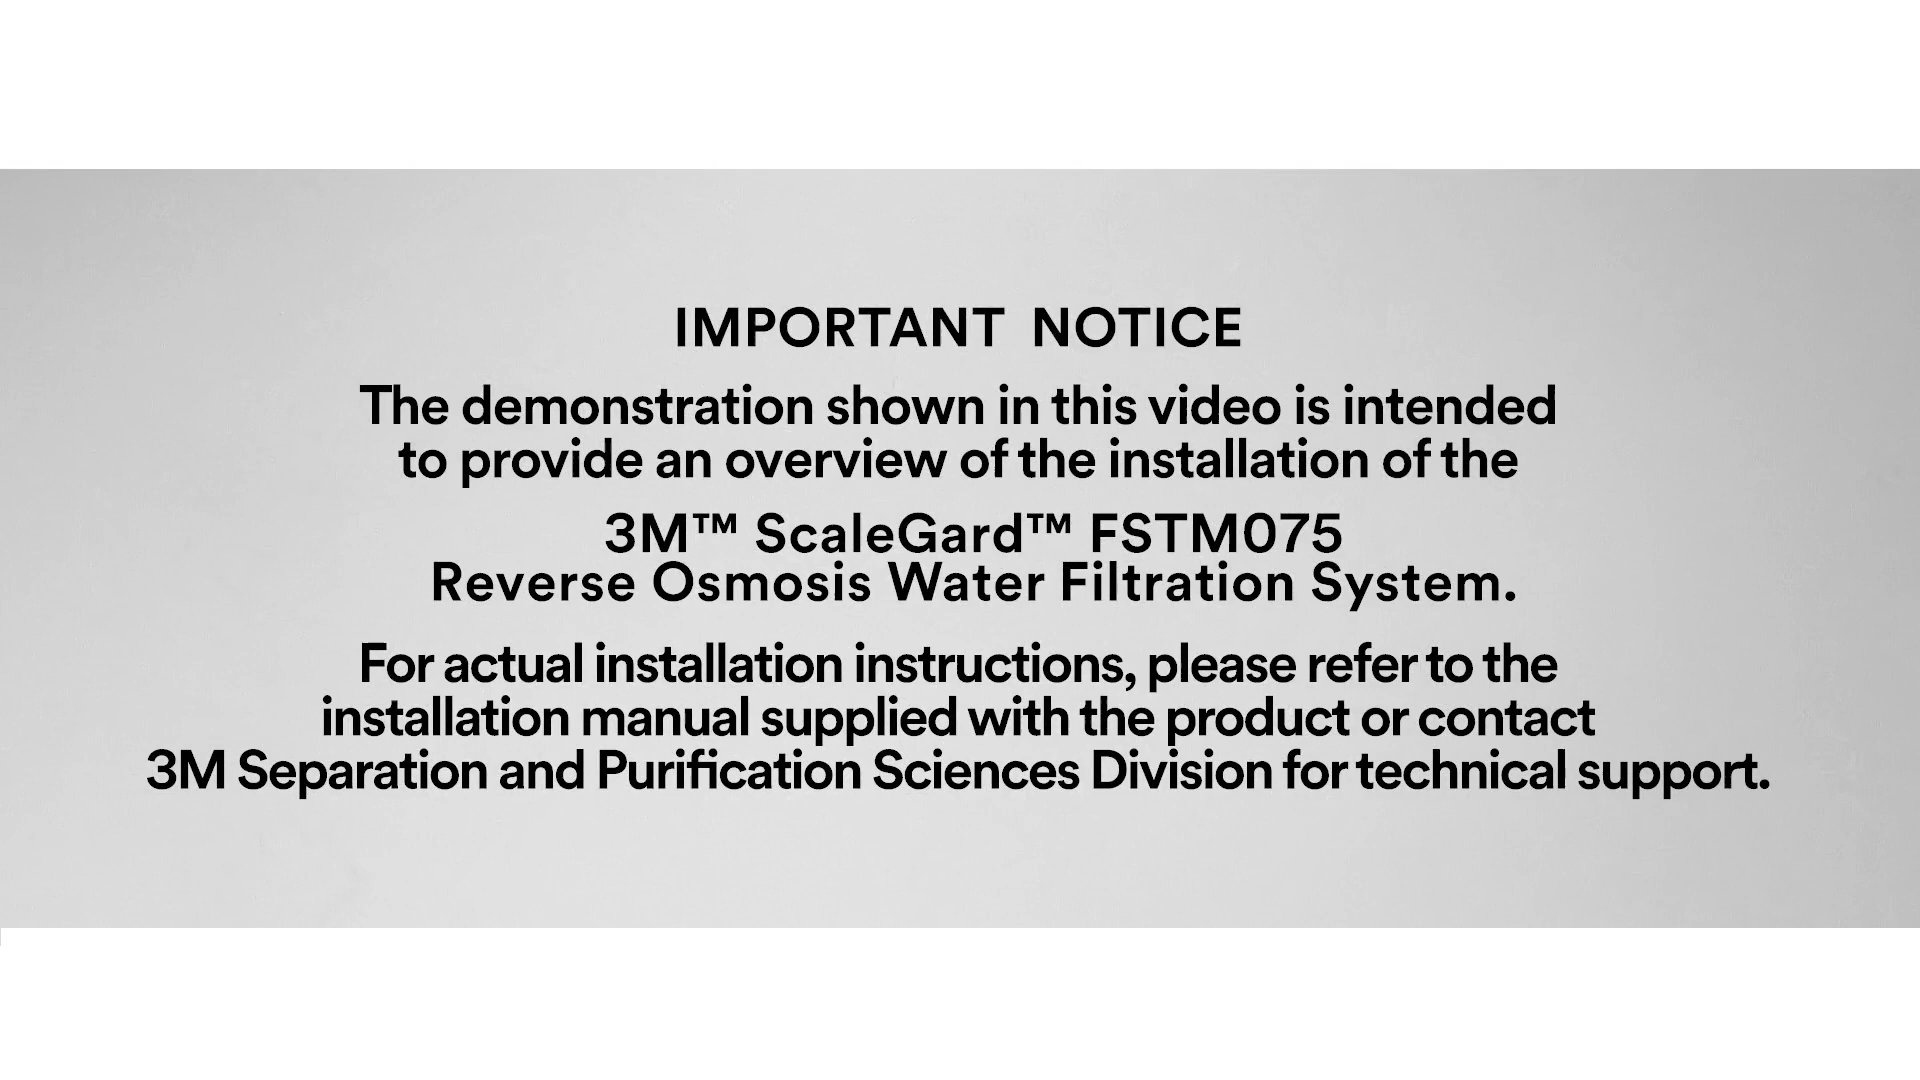 IMPORTANT NOTICE
The demonstration shown in this video is intended
to provide an overview of the installation of the
3M™ ScaleGard™ FSTM075
Reverse Osmosis Water Filtration System.
For actual installation instructions, please refer to the
installation manual supplied with the product or contact
3M Separation and Purification Sciences Division for technical support.